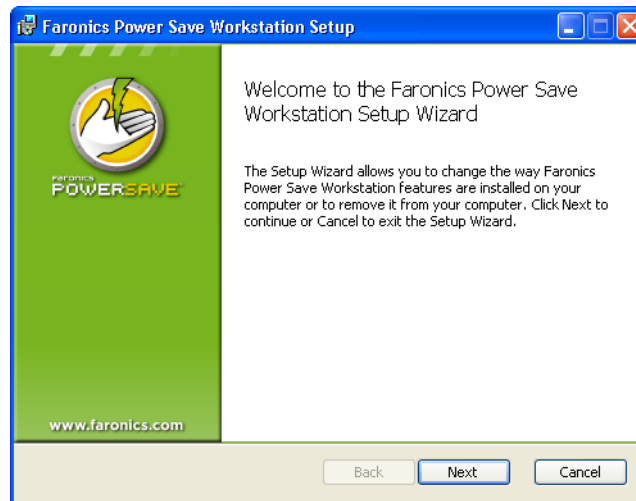 Faronics Power Save Workstation Setup
Welcome to the Faronics Power Save
Workstation Setup Wizard
The Setup Wizard allows you to change the way Faronics
Power Save Workstation features are installed on your
computer or to remove it from your computer. Click Next to
continue or Cancel to exit the Setup Wizard.
FARONICS
POWERSAVE
www.faronics.com
Back
Next
Cancel